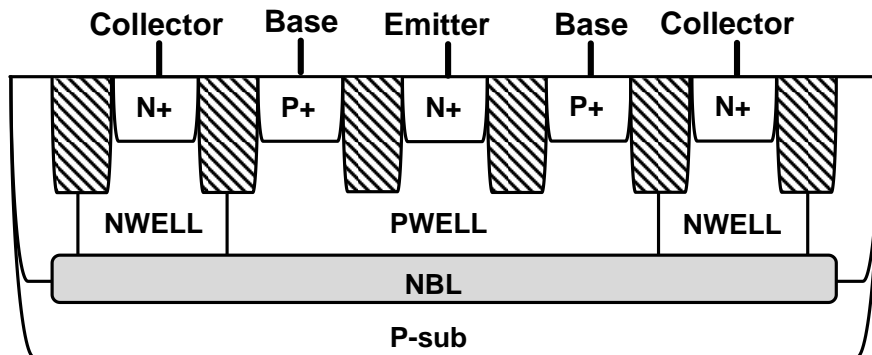 Collector Base Emitter Base Collector
N+ P+ N+ P+ N+
NWELL PWELL NWELL
NBL
P-sub